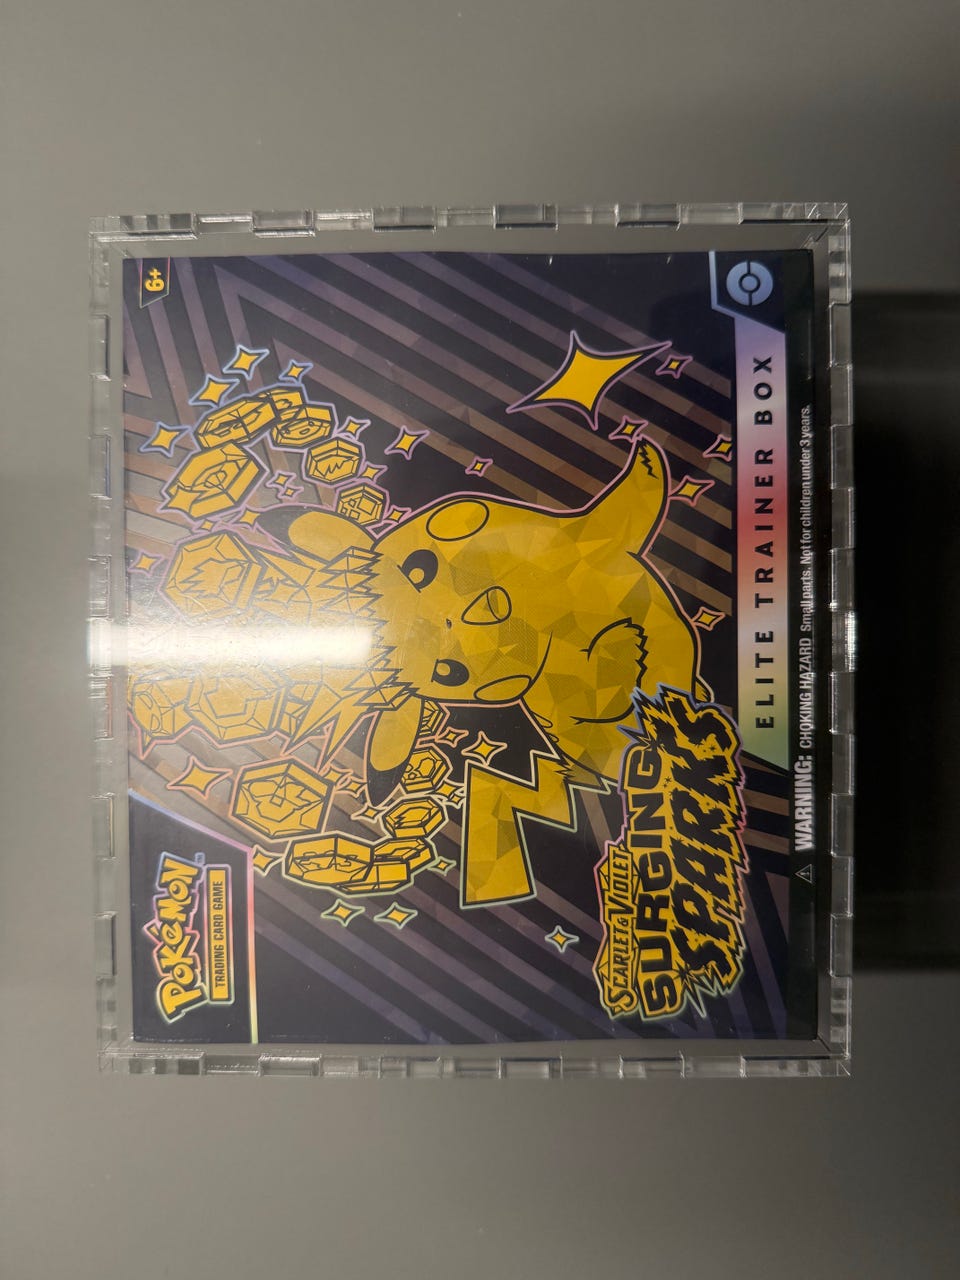 6+
POKéMON™
TRADING CARD GAME
SCARLET & VIOLET
SURGING
SPARKS
ELITE TRAINER BOX
WARNING: CHOKING HAZARD Small parts. Not for children under 3 years.